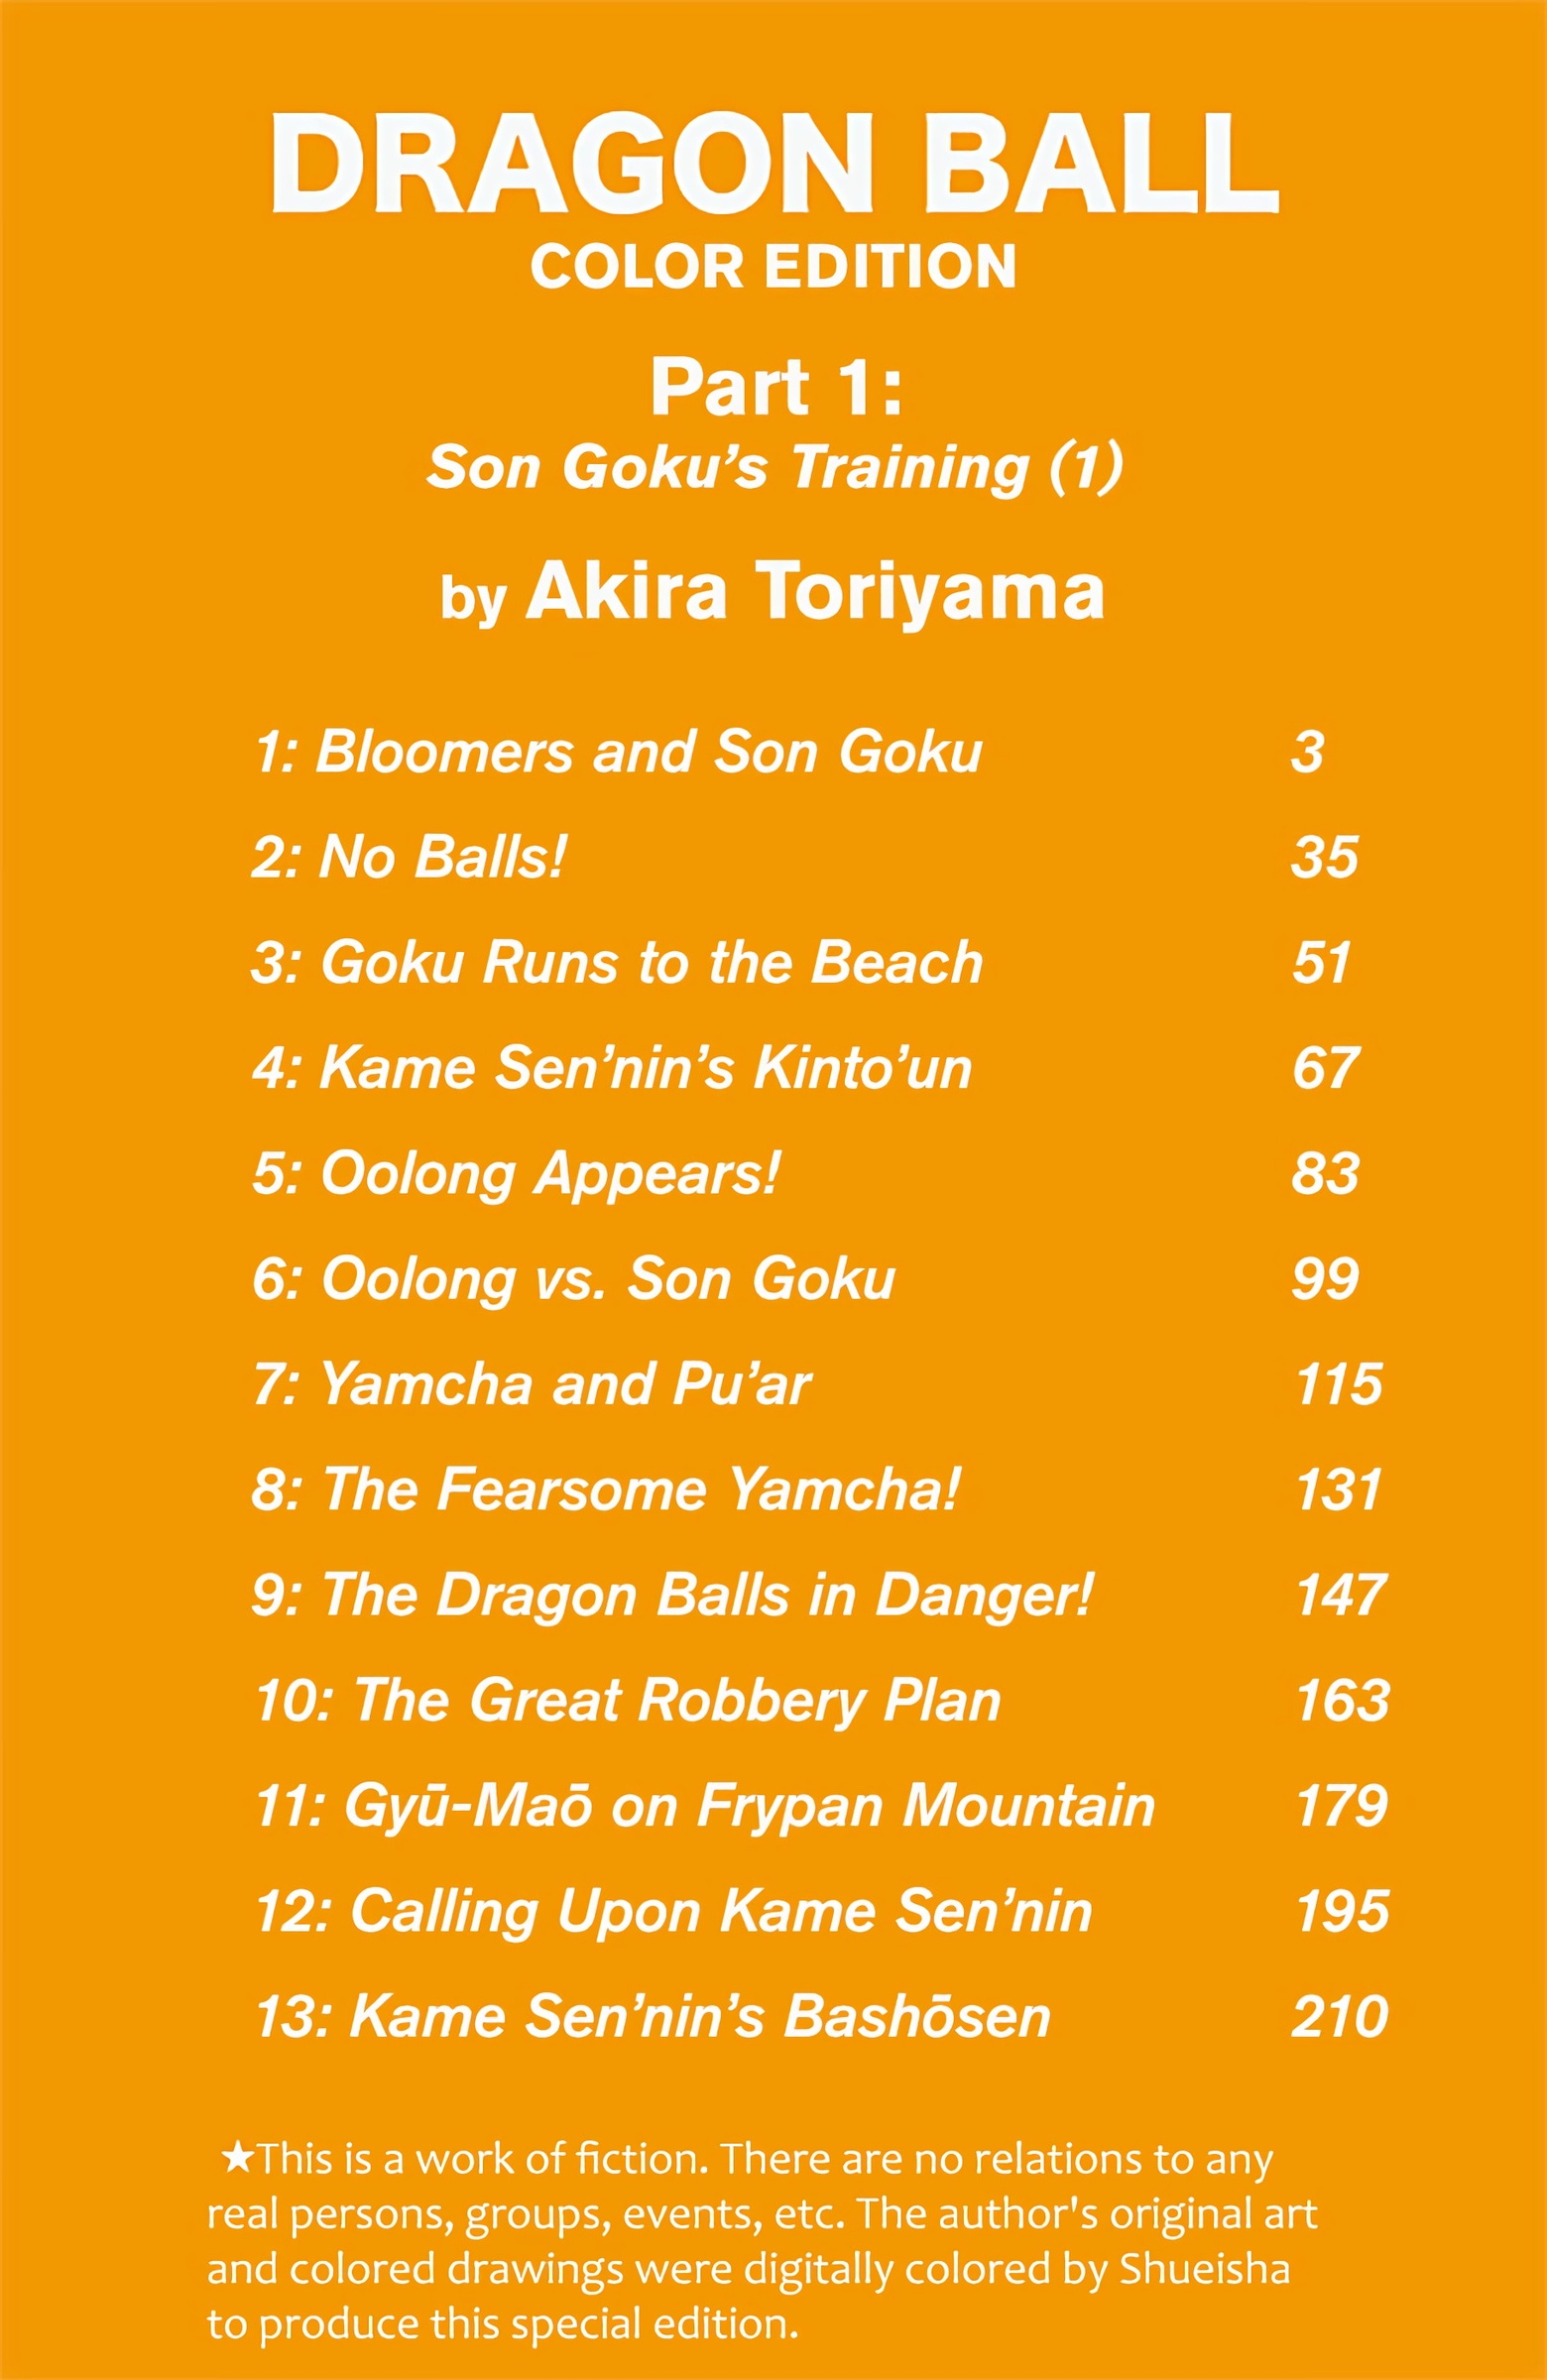 DRAGON BALL
COLOR EDITION
Part 1:
Son Goku’s Training (1)
by Akira Toriyama
1: Bloomers and Son Goku 3
2: No Balls! 35
3: Goku Runs to the Beach 51
4: Kame Sen’nin’s Kinto’un 67
5: Oolong Appears! 83
6: Oolong vs. Son Goku 99
7: Yamcha and Pu’ar 115
8: The Fearsome Yamcha! 131
9: The Dragon Balls in Danger! 147
10: The Great Robbery Plan 163
11: Gyū-Maō on Frypan Mountain 179
12: Calling Upon Kame Sen’nin 195
13: Kame Sen’nin’s Bashōsen 210
★This is a work of fiction. There are no relations to any
real persons, groups, events, etc. The author's original art
and colored drawings were digitally colored by Shueisha
to produce this special edition.